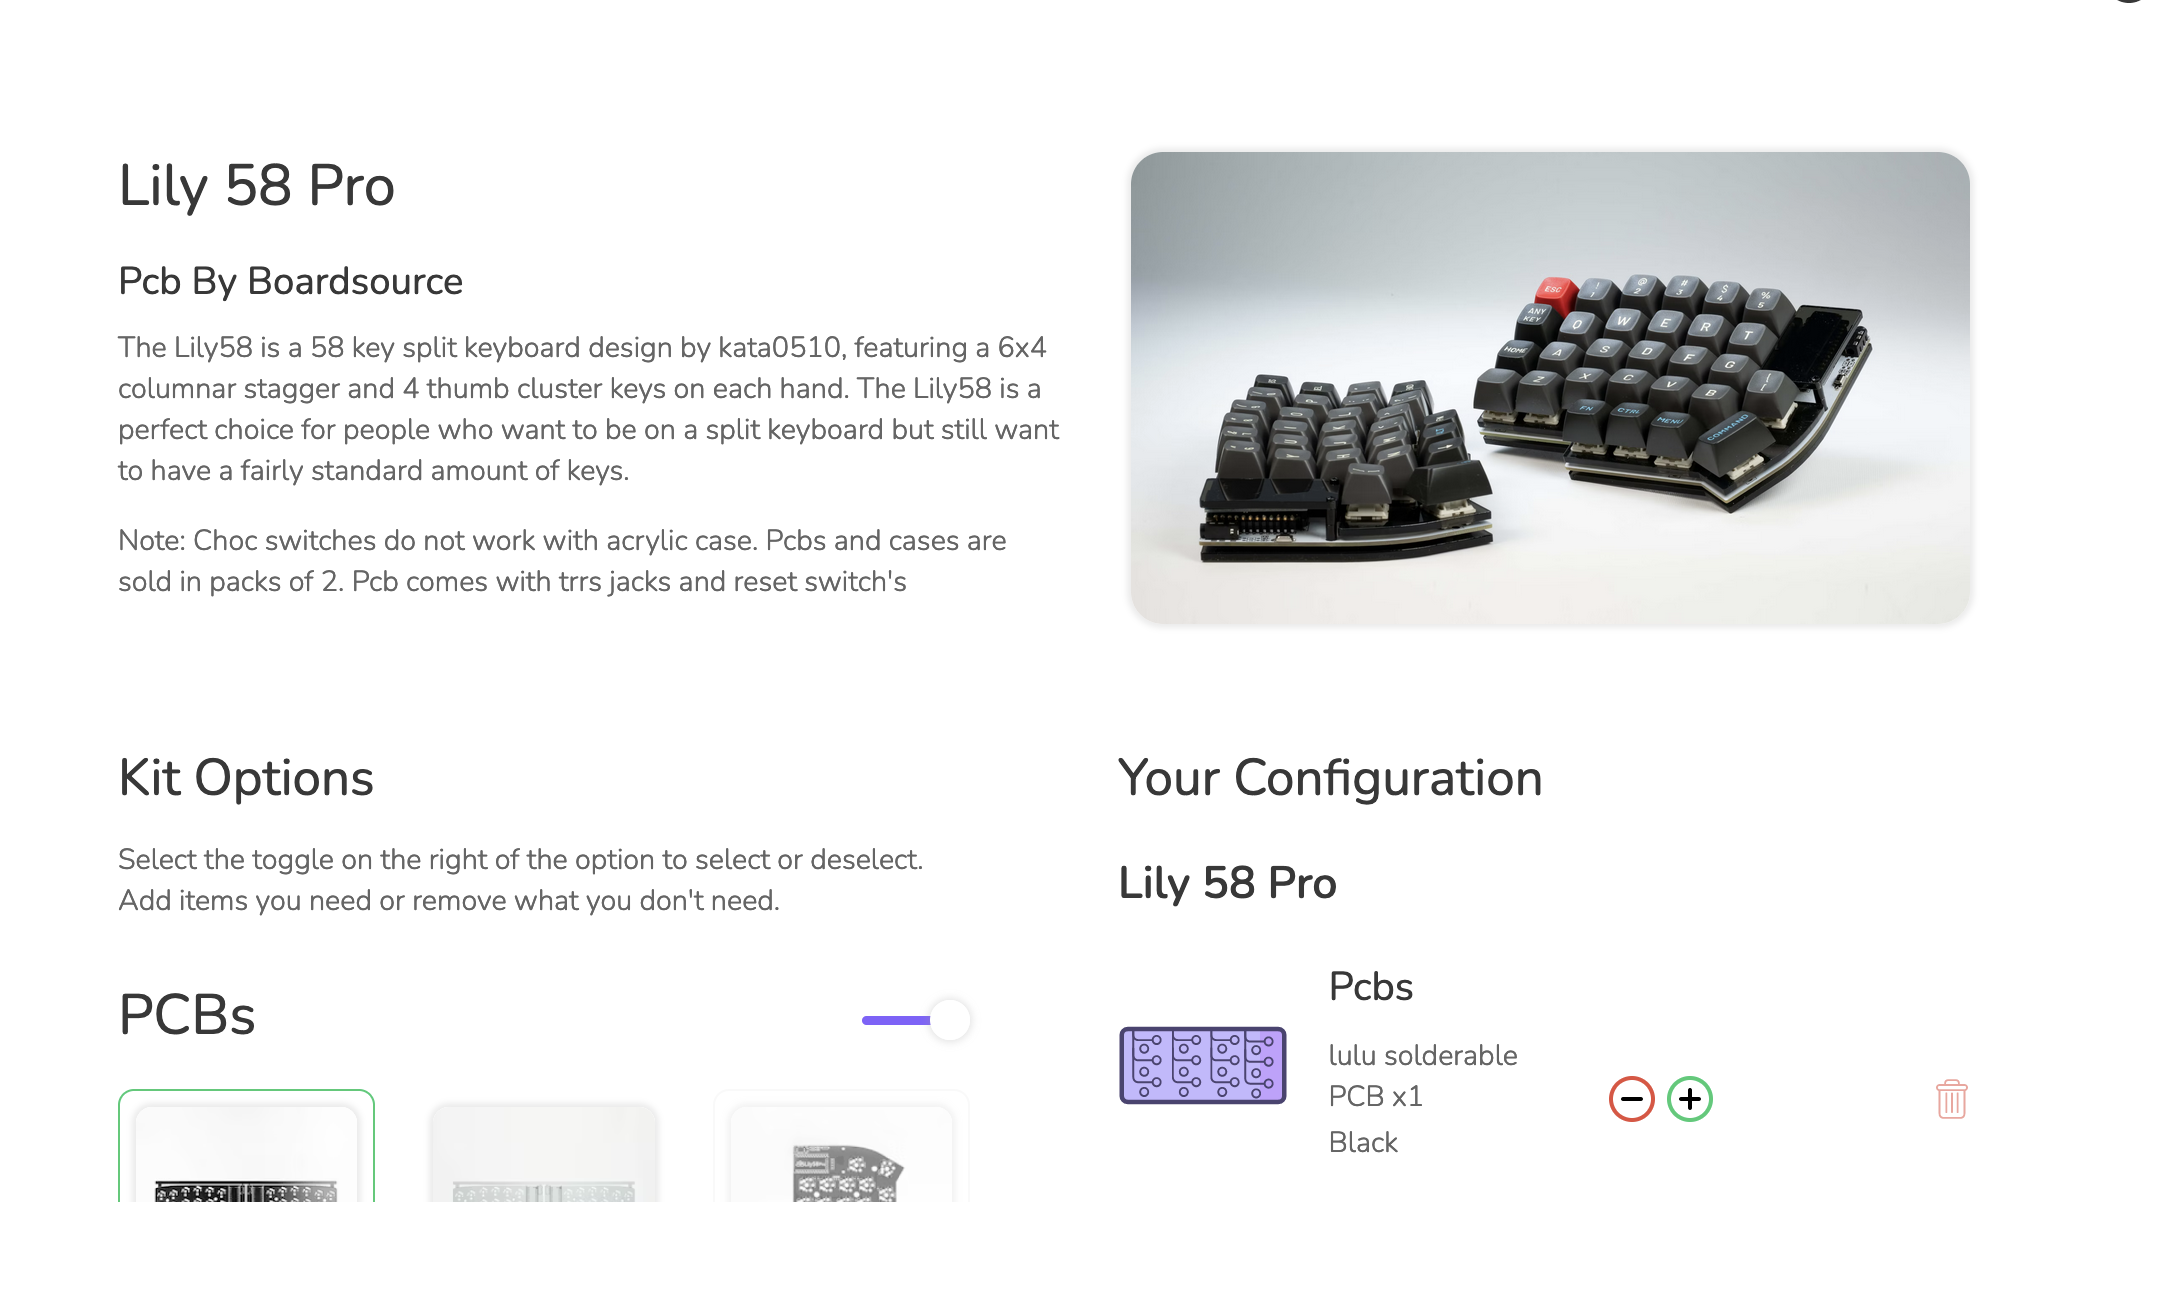 Lily 58 Pro
Pcb By Boardsource
The Lily58 is a 58 key split keyboard design by kata0510, featuring a 6x4
columnar stagger and 4 thumb cluster keys on each hand. The Lily58 is a
perfect choice for people who want to be on a split keyboard but still want
to have a fairly standard amount of keys.
Note: Choc switches do not work with acrylic case. Pcbs and cases are
sold in packs of 2. Pcb comes with trrs jacks and reset switch's
ESC ! 1 @ 2 # 3 $ 4 % 5
ANY KEY Q W E R T
HOME A S D F G
Z X C V B
FN CTRL MENU COMMAND
Kit Options
Select the toggle on the right of the option to select or deselect.
Add items you need or remove what you don't need.
PCBs
Your Configuration
Lily 58 Pro
Pcbs
lulu solderable
PCB x1
Black